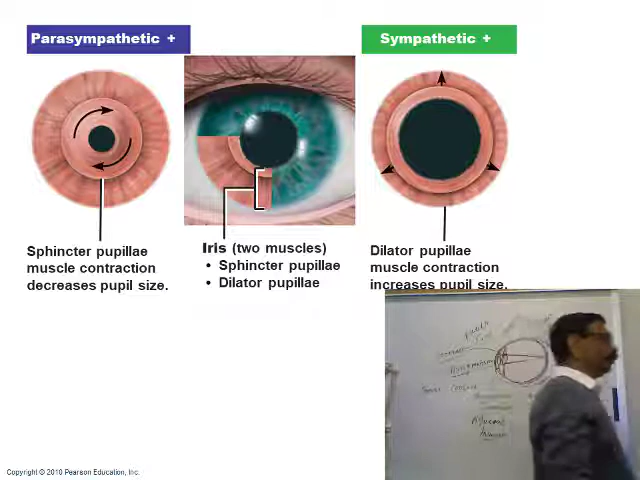 Parasympathetic +
Sympathetic +
Sphincter pupillae
muscle contraction
decreases pupil size.
Iris (two muscles)
• Sphincter pupillae
• Dilator pupillae
Dilator pupillae
muscle contraction
increases pupil size.
Copyright © 2010 Pearson Education, Inc.